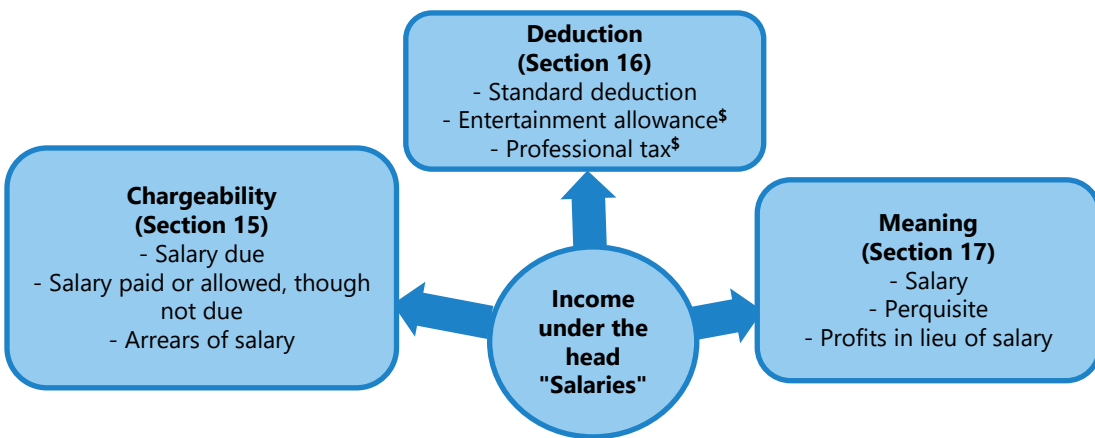 Deduction
(Section 16)
- Standard deduction
- Entertainment allowance$
- Professional tax$
Chargeability
(Section 15)
- Salary due
- Salary paid or allowed, though
not due
- Arrears of salary
Meaning
(Section 17)
- Salary
- Perquisite
- Profits in lieu of salary
Income
under the
head
"Salaries"